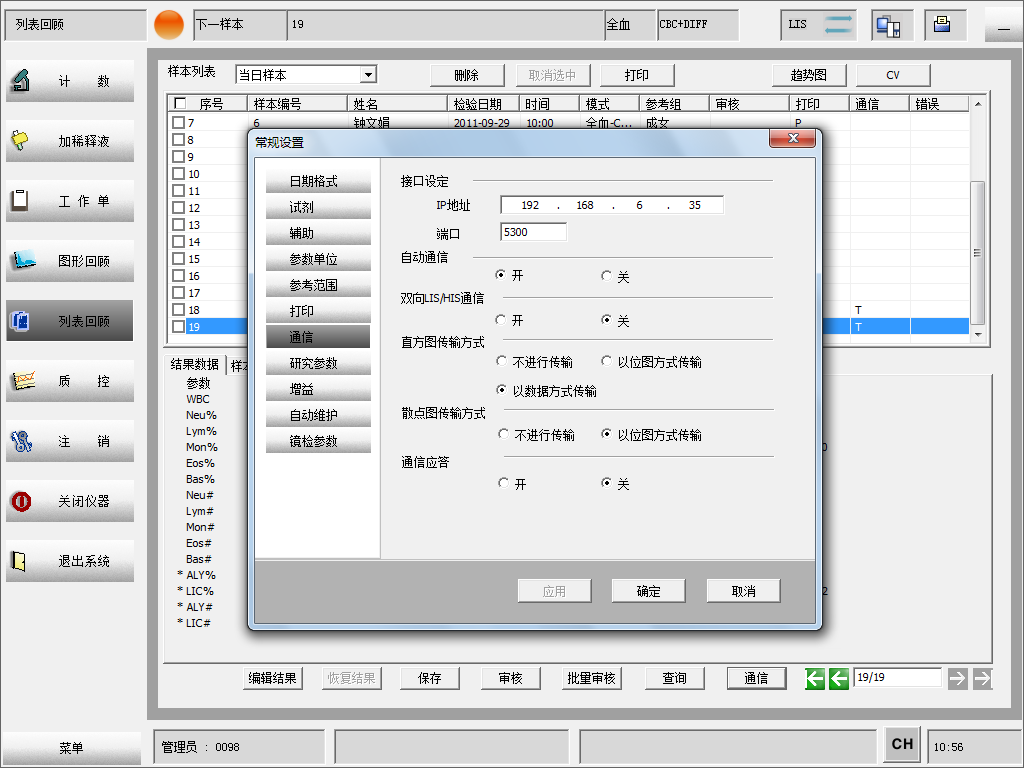 列表回顾
下一样本 19 全血 CBC+DIFF LIS
计 数
加稀释液
工 作 单
图形回顾
列表回顾
质 控
注 销
关闭仪器
退出系统
菜单
样本列表 当日样本 删除 取消选中 打印 趋势图 CV
序号 样本编号 姓名 检验日期 时间 模式 参考组 审核 打印 通信 错误
7 6 钟文娟 2011-09-29 10:00 全血-C... 成女 P
8
9
10
11
12
13
14
15
16
17
18 T
19 T
结果数据 样本
参数
WBC
Neu%
Lym%
Mon%
Eos%
Bas%
Neu#
Lym#
Mon#
Eos#
Bas#
* ALY%
* LIC%
* ALY#
* LIC#
常规设置
日期格式
试剂
辅助
参数单位
参考范围
打印
通信
研究参数
增益
自动维护
镜检参数
接口设定
IP地址 192 . 168 . 6 . 35
端口 5300
自动通信
开 关
双向LIS/HIS通信
开 关
直方图传输方式
不进行传输 以位图方式传输
以数据方式传输
散点图传输方式
不进行传输 以位图方式传输
通信应答
开 关
应用 确定 取消
编辑结果 恢复结果 保存 审核 批量审核 查询 通信 19/19
管理员 : 0098 CH 10:56